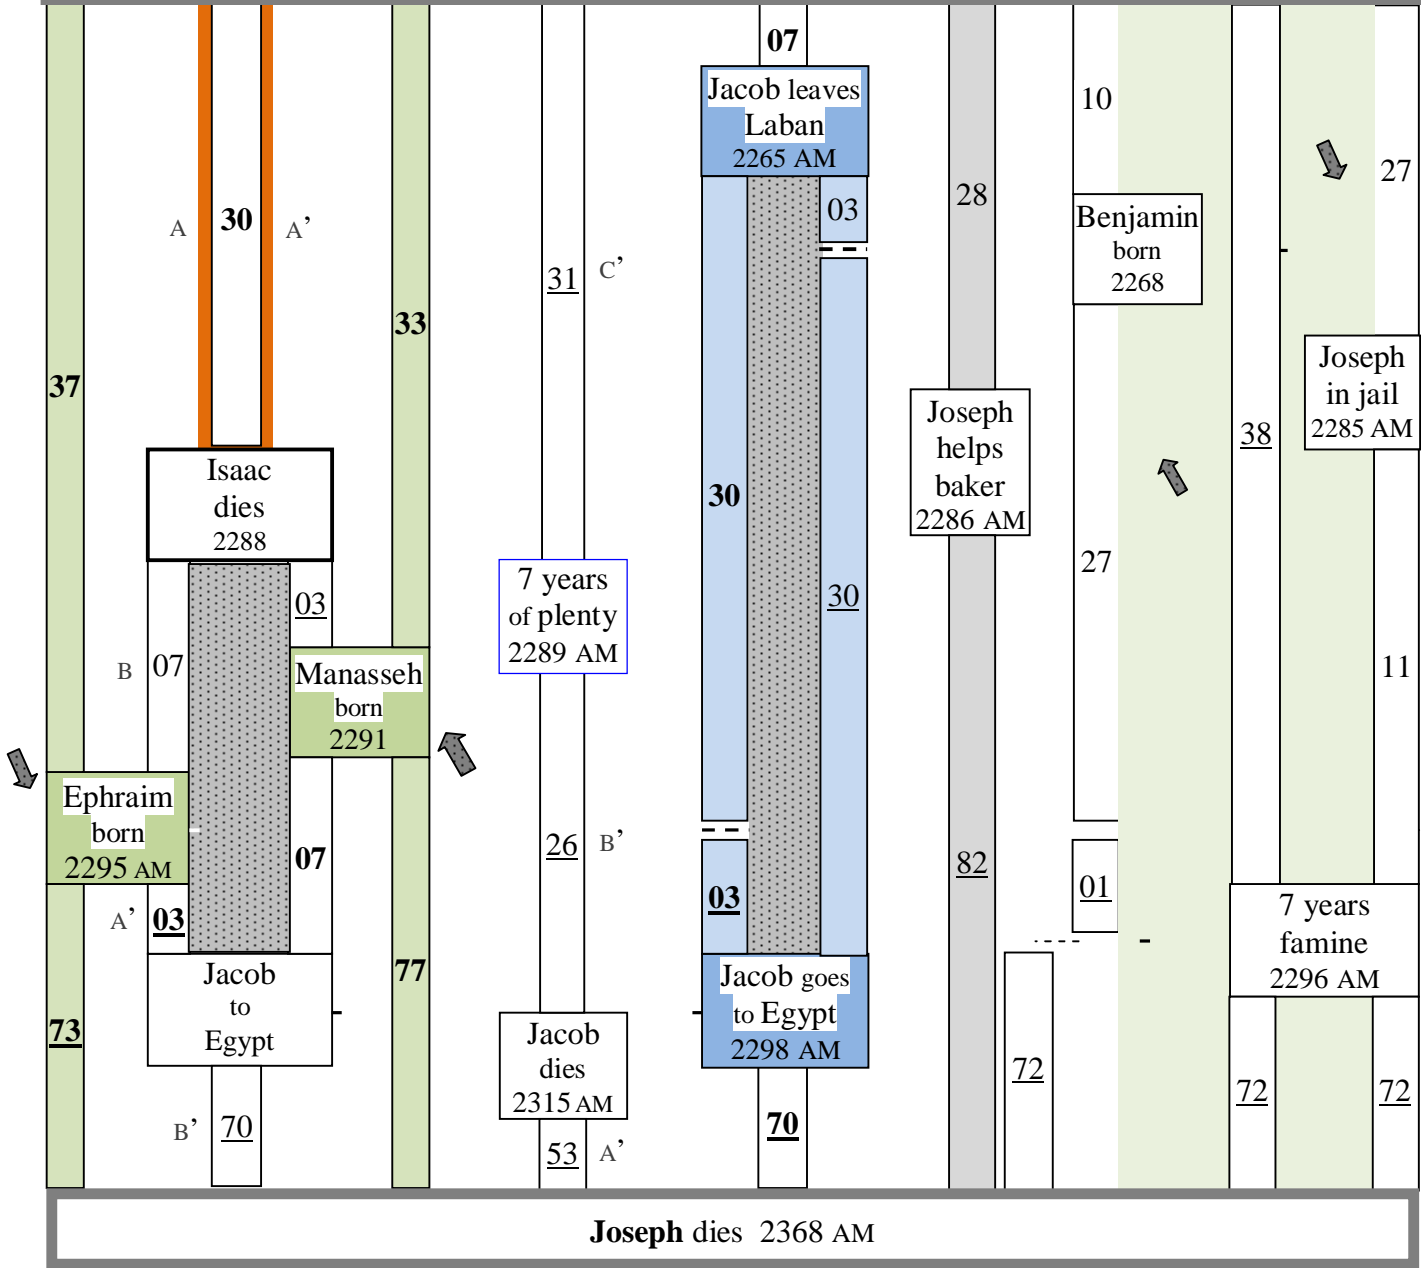 07
Jacob leaves
Laban
2265 AM
10
27
28
03
Benjamin
born
2268
A
30
A’
31
C’
33
Joseph
in jail
2285 AM
37
Joseph
helps
baker
2286 AM
38
Isaac
dies
2288
30
27
7 years
of plenty
2289 AM
30
03
B
07
Manasseh
born
2291
11
Ephraim
born
2295 AM
07
26
B’
82
01
03
A’
03
7 years
famine
2296 AM
77
Jacob
to
Egypt
Jacob goes
to Egypt
2298 AM
73
Jacob
dies
2315 AM
72
72
72
B’
70
70
53
A’
Joseph dies 2368 AM